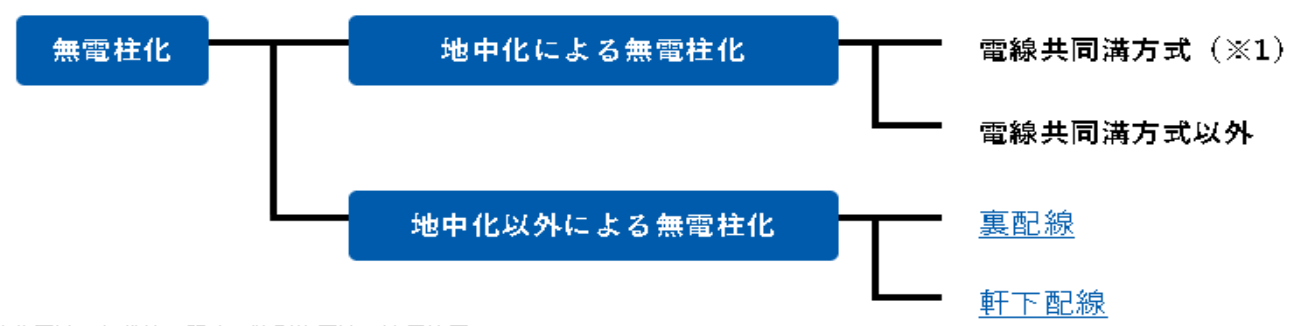 無電柱化
地中化による無電柱化
電線共同溝方式（※1）
電線共同溝方式以外
地中化以外による無電柱化
裏配線
軒下配線